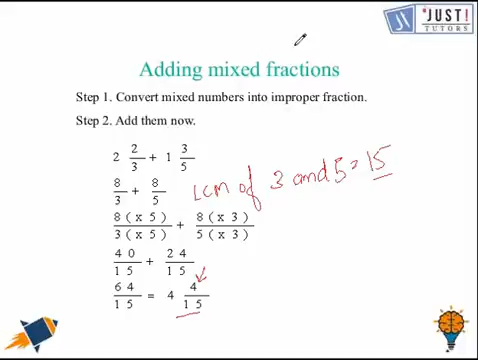 "JUST!
TUTORS
Adding mixed fractions
Step 1. Convert mixed numbers into improper fraction.
Step 2. Add them now.
2 2/3 + 1 3/5
8/3 + 8/5
LCM of 3 and 5 = 15
8 ( x 5 )/3 ( x 5 ) + 8 ( x 3 )/5 ( x 3 )
40/15 + 24/15
64/15 = 4 4/15